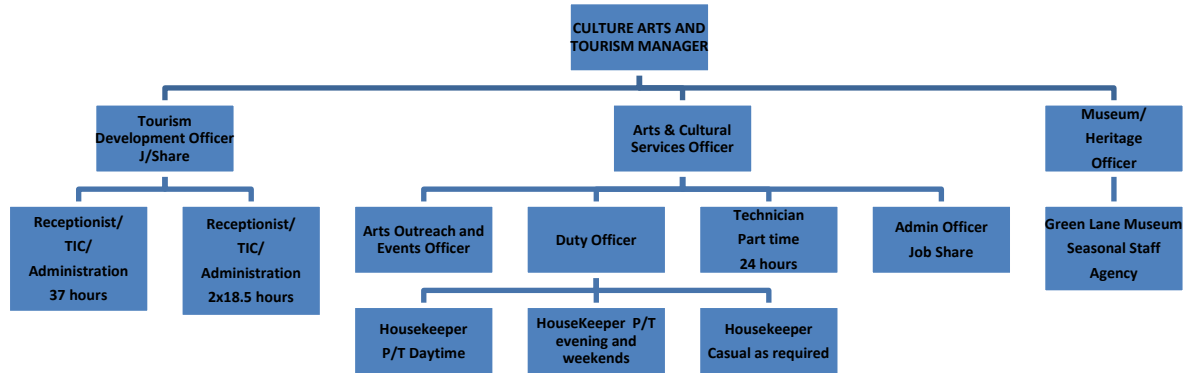 CULTURE ARTS AND
TOURISM MANAGER
Tourism
Development Officer
J/Share
Arts & Cultural
Services Officer
Museum/
Heritage
Officer
Receptionist/
TIC/
Administration
37 hours
Receptionist/
TIC/
Administration
2x18.5 hours
Arts Outreach and
Events Officer
Duty Officer
Technician
Part time
24 hours
Admin Officer
Job Share
Green Lane Museum
Seasonal Staff
Agency
Housekeeper
P/T Daytime
HouseKeeper P/T
evening and
weekends
Housekeeper
Casual as required